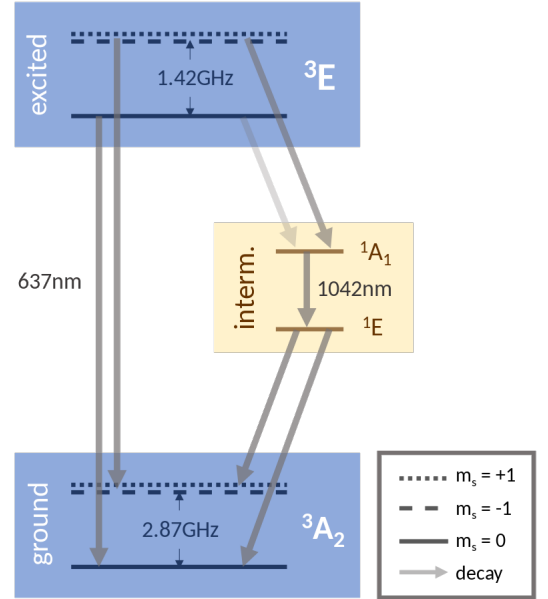 excited
1.42GHz
³E
637nm
interm.
¹A₁
1042nm
¹E
ground
2.87GHz
³A₂
mₛ = +1
mₛ = -1
mₛ = 0
decay